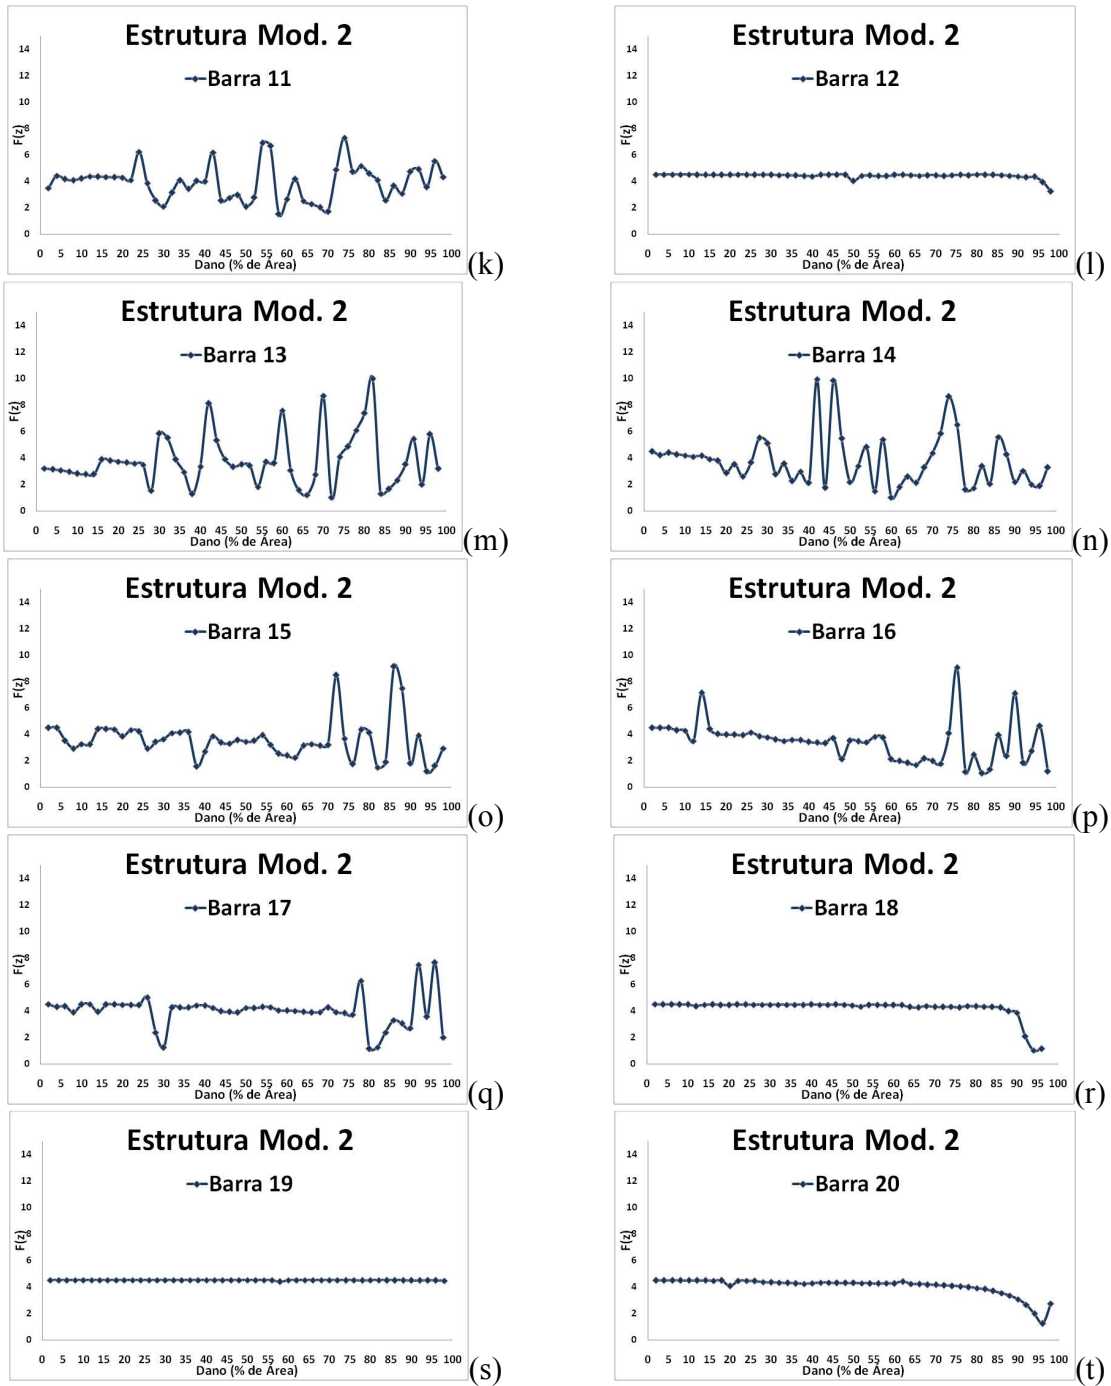 Estrutura Mod. 2
Barra 11
14
12
10
8
F(z)
6
4
2
0
0 5 10 15 20 25 30 35 40 45 50 55 60 65 70 75 80 85 90 95 100
Dano (% de Área)
(k)
Estrutura Mod. 2
Barra 12
14
12
10
8
F(z)
6
4
2
0
0 5 10 15 20 25 30 35 40 45 50 55 60 65 70 75 80 85 90 95 100
Dano (% de Área)
(l)
Estrutura Mod. 2
Barra 13
14
12
10
8
F(z)
6
4
2
0
0 5 10 15 20 25 30 35 40 45 50 55 60 65 70 75 80 85 90 95 100
Dano (% de Área)
(m)
Estrutura Mod. 2
Barra 14
14
12
10
8
F(z)
6
4
2
0
0 5 10 15 20 25 30 35 40 45 50 55 60 65 70 75 80 85 90 95 100
Dano (% de Área)
(n)
Estrutura Mod. 2
Barra 15
14
12
10
8
F(z)
6
4
2
0
0 5 10 15 20 25 30 35 40 45 50 55 60 65 70 75 80 85 90 95 100
Dano (% de Área)
(o)
Estrutura Mod. 2
Barra 16
14
12
10
8
F(z)
6
4
2
0
0 5 10 15 20 25 30 35 40 45 50 55 60 65 70 75 80 85 90 95 100
Dano (% de Área)
(p)
Estrutura Mod. 2
Barra 17
14
12
10
8
F(z)
6
4
2
0
0 5 10 15 20 25 30 35 40 45 50 55 60 65 70 75 80 85 90 95 100
Dano (% de Área)
(q)
Estrutura Mod. 2
Barra 18
14
12
10
8
F(z)
6
4
2
0
0 5 10 15 20 25 30 35 40 45 50 55 60 65 70 75 80 85 90 95 100
Dano (% de Área)
(r)
Estrutura Mod. 2
Barra 19
14
12
10
8
F(z)
6
4
2
0
0 5 10 15 20 25 30 35 40 45 50 55 60 65 70 75 80 85 90 95 100
Dano (% de Área)
(s)
Estrutura Mod. 2
Barra 20
14
12
10
8
F(z)
6
4
2
0
0 5 10 15 20 25 30 35 40 45 50 55 60 65 70 75 80 85 90 95 100
Dano (% de Área)
(t)